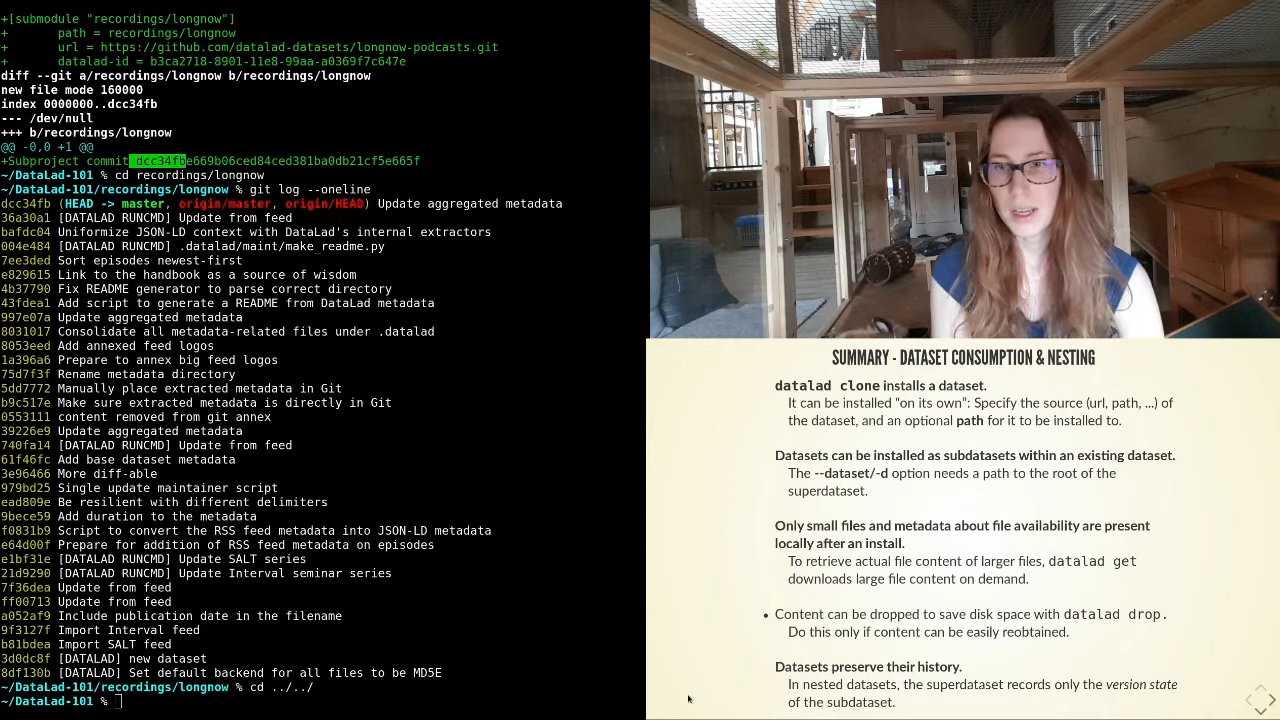 "recordings/longnow"]
+ h = recordings/longnow
diff --git a/recordings/longnow b/recordings/longnow
new file mode 160000
index 0000000..dcc34fb
--- /dev/null
+++ b/recordings/longnow
@@ -0,0 +1 @@
+Subproject commit dcc34fbe669b06ced84ced381ba0db21cf5e665f
~/DataLad-101 % cd recordings/longnow
~/DataLad-101/recordings/longnow % git log --oneline
dcc34fb (HEAD -> master, origin/master, origin/HEAD) Update aggregated metadata
36a30a1 [DATALAD RUNCMD] Update from feed
bafdc04 Uniformize JSON-LD context with DataLad's internal extractors
004e484 [DATALAD RUNCMD] .datalad/maint/make_readme.py
7ee3ded Sort episodes newest-first
e829615 Link to the handbook as a source of wisdom
4b37790 Fix README generator to parse correct directory
43fdea1 Add script to generate a README from DataLad metadata
997e07a Update aggregated metadata
8031017 Consolidate all metadata-related files under .datalad
8053eed Add annexed feed logos
1a396a6 Prepare to annex big feed logos
75d7f3f Rename metadata directory
5dd7772 Manually place extracted metadata in Git
b9c517e Make sure extracted metadata is directly in Git
0553111 content removed from git annex
39226e9 Update aggregated metadata
740fa14 [DATALAD RUNCMD] Update from feed
61f46fc Add base dataset metadata
3e96466 More diff-able
979bd25 Single update maintainer script
ead809e Be resilient with different delimiters
9bece59 Add duration to the metadata
f0831b9 Script to convert the RSS feed metadata into JSON-LD metadata
e64d00f Prepare for addition of RSS feed metadata on episodes
e1bf31e [DATALAD RUNCMD] Update SALT series
21d9290 [DATALAD RUNCMD] Update Interval seminar series
7f36dea Update from feed
ff00713 Update from feed
a052af9 Include publication date in the filename
9f3127f Import Interval feed
b81bdea Import SALT feed
3d0dc8f [DATALAD] new dataset
8df130b [DATALAD] Set default backend for all files to be MD5E
~/DataLad-101/recordings/longnow % cd ../../
~/DataLad-101 %
SUMMARY - DATASET CONSUMPTION & NESTING
datalad clone installs a dataset.
It can be installed “on its own”: Specify the source (url, path, ...) of
the dataset, and an optional path for it to be installed to.
Datasets can be installed as subdatasets within an existing dataset.
The --dataset/-d option needs a path to the root of the
superdataset.
Only small files and metadata about file availability are present
locally after an install.
To retrieve actual file content of larger files, datalad get
downloads large file content on demand.
• Content can be dropped to save disk space with datalad drop.
Do this only if content can be easily reobtained.
Datasets preserve their history.
In nested datasets, the superdataset records only the version state
of the subdataset.